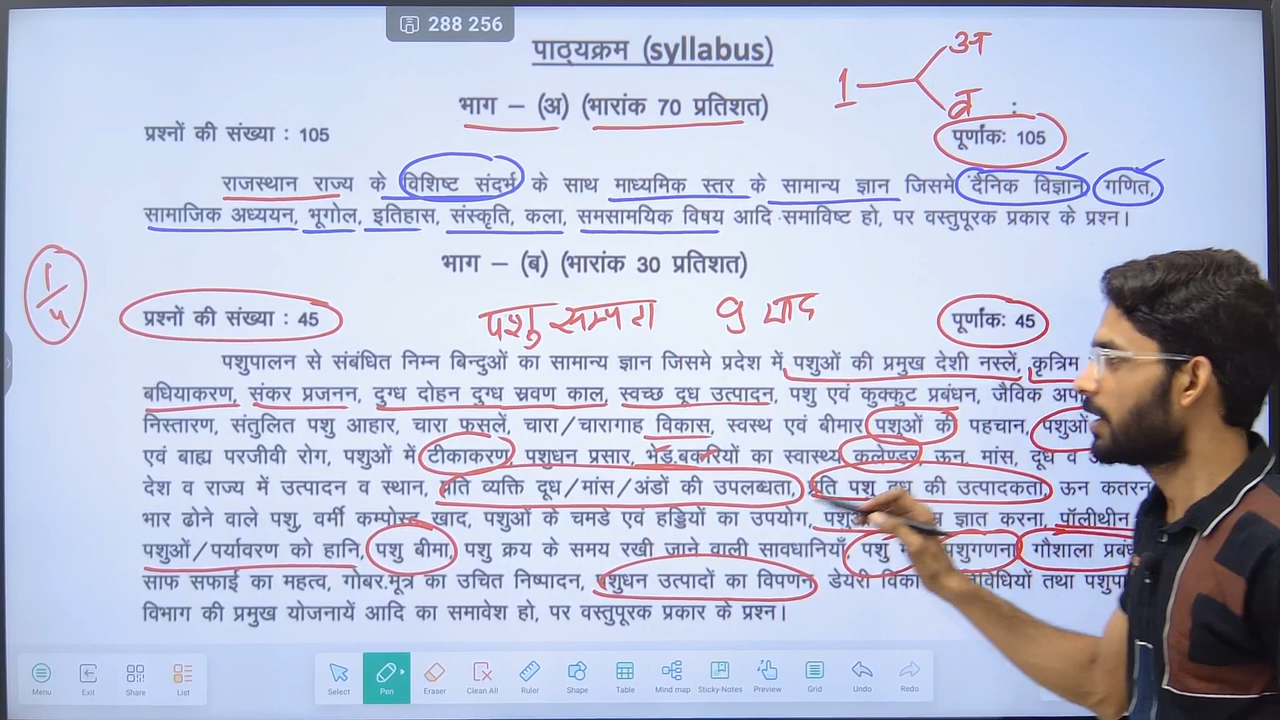 288 256
पाठ्यक्रम (syllabus)
1 अ ब
भाग – (अ) (भारांक 70 प्रतिशत)
प्रश्नों की संख्या : 105 पूर्णांकः 105
राजस्थान राज्य के विशिष्ट संदर्भ के साथ माध्यमिक स्तर के सामान्य ज्ञान जिसमे दैनिक विज्ञान गणित,
सामाजिक अध्ययन, भूगोल, इतिहास, संस्कृति, कला, समसामयिक विषय आदि समाविष्ट हो, पर वस्तुपूरक प्रकार के प्रश्न।
भाग – (ब) (भारांक 30 प्रतिशत)
1/4
प्रश्नों की संख्या : 45 पशु सम्पदा 9 पूर्णांकः 45
पशुपालन से संबंधित निम्न बिन्दुओं का सामान्य ज्ञान जिसमे प्रदेश में पशुओं की प्रमुख देशी नस्लें, कृत्रिम
बधियाकरण, संकर प्रजनन, दुग्ध दोहन दुग्ध स्रवण काल, स्वच्छ दूध उत्पादन, पशु एवं कुक्कुट प्रबंधन, जैविक
निस्तारण, संतुलित पशु आहार, चारा फसलें, चारा/चारागाह विकास, स्वस्थ एवं बीमार पशुओं की पहचान, पशुओं
एवं बाह्य परजीवी रोग, पशुओं में टीकाकरण, पशुधन प्रसार, भेड.बकरियों का स्वास्थ्य कलेण्डर, ऊन, मांस, दूध व
देश व राज्य में उत्पादन व स्थान, प्रति व्यक्ति दूध/मांस/अंडों की उपलब्धता, प्रति पशु दूध की उत्पादकता, ऊन कतरन
भार ढोने वाले पशु, वर्मी कम्पोस्ट खाद, पशुओं के चमडे एवं हड्डियों का उपयोग, ज्ञात करना, पॉलीथीन
पशुओं/पर्यावरण को हानि, पशु बीमा, पशु क्रय के समय रखी जाने वाली सावधानियाँ, पशु पशुगणना, गौशाला
साफ सफाई का महत्व, गोबर.मूत्र का उचित निष्पादन, पशुधन उत्पादों का विपणन डेयरी तथा
विभाग की प्रमुख योजनायें आदि का समावेश हो, पर वस्तुपूरक प्रकार के प्रश्न।
Menu Exit Share List Select Pen Eraser Clean All Ruler Shape Table Mind map Sticky-Notes Preview Grid Undo Redo